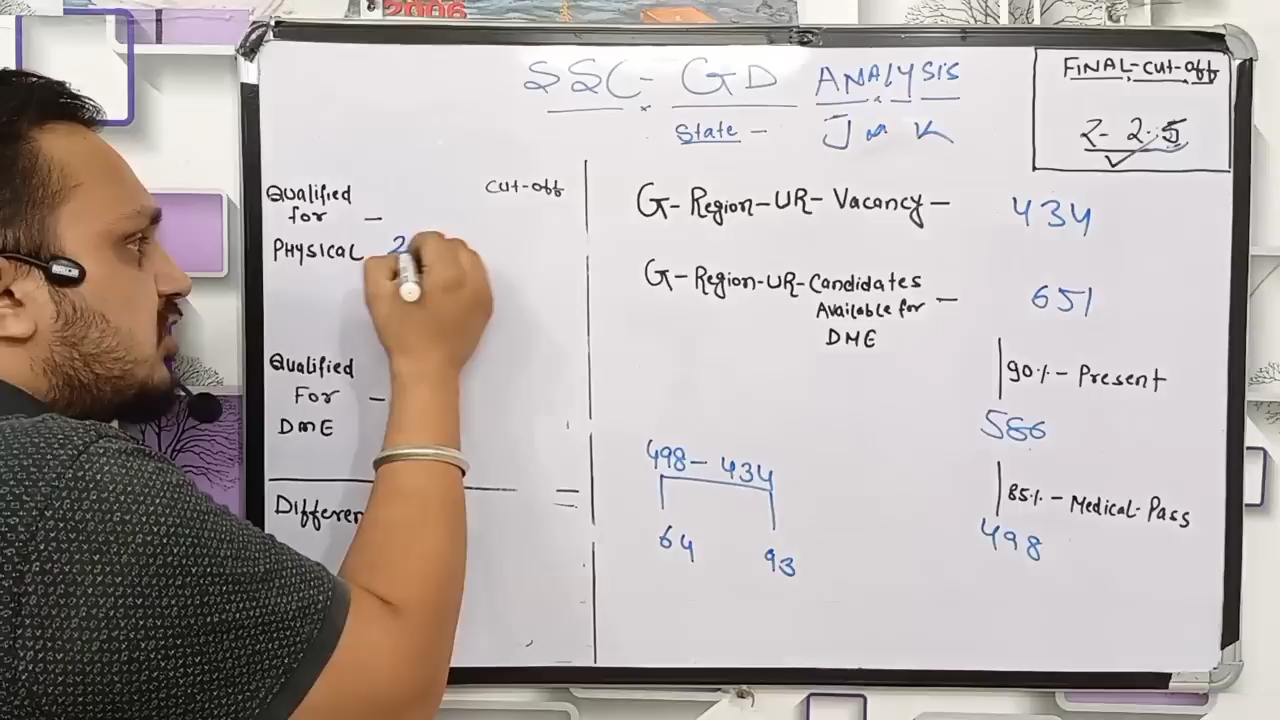 2006
SSC- GD ANALYSIS
State - J & K
FINAL-Cut-off
2-2.5
Qualified
for -
PHYSICAL 2
Cut-off
Qualified
For -
DME
Differen
=
G-Region-UR-Vacancy- 434
G-Region-UR-Candidates
Available for - 651
DME
90%-Present
586
85%-Medical-Pass
498
498- 434
64 93